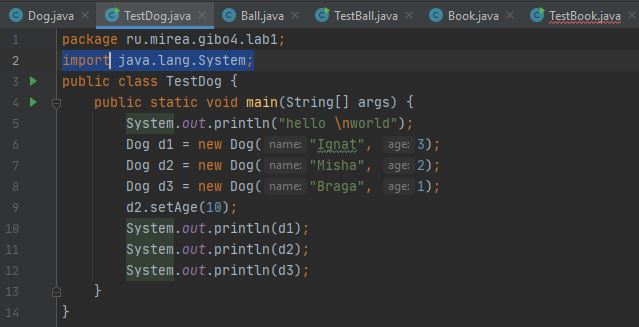 Dog.java × TestDog.java × Ball.java × TestBall.java × Book.java × TestBook.java ×
1 package ru.mirea.gibo4.lab1;
2 import java.lang.System;
3 public class TestDog {
4 public static void main(String[] args) {
5 System.out.println("hello \nworld");
6 Dog d1 = new Dog( name: "Ignat", age: 3);
7 Dog d2 = new Dog( name: "Misha", age: 2);
8 Dog d3 = new Dog( name: "Braga", age: 1);
9 d2.setAge(10);
10 System.out.println(d1);
11 System.out.println(d2);
12 System.out.println(d3);
13 }
14 }